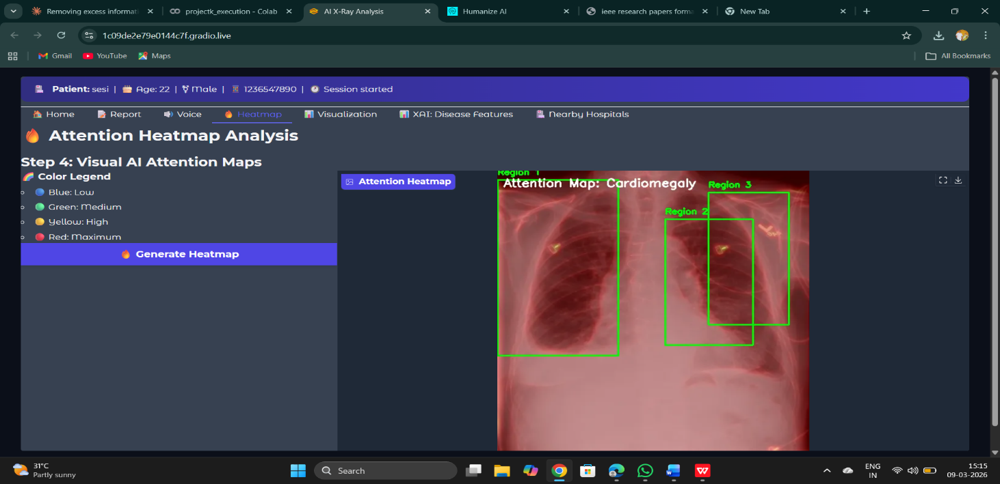 Removing excess informati
projectk_execution - Colab
AI X-Ray Analysis
Humanize AI
ieee research papers forma
New Tab
1c09de2e79e0144c7f.gradio.live
Gmail
YouTube
Maps
All Bookmarks
Patient: sesi | Age: 22 | Male | 1236547890 | Session started
Home
Report
Voice
Heatmap
Visualization
XAI: Disease Features
Nearby Hospitals
Attention Heatmap Analysis
Step 4: Visual AI Attention Maps
Color Legend
Blue: Low
Green: Medium
Yellow: High
Red: Maximum
Generate Heatmap
Attention Heatmap
Region 1
Attention Map: Cardiomegaly
Region 3
Region 2
31°C
Partly sunny
Search
ENG
IN
15:15
09-03-2026